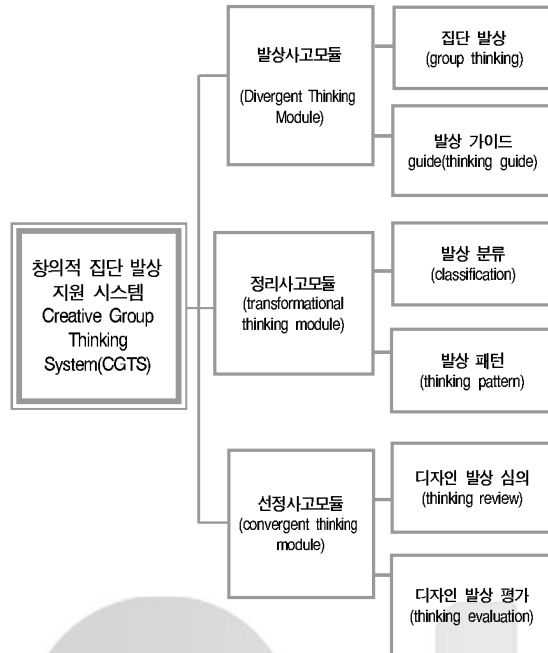 창의적 집단 발상
지원 시스템
Creative Group
Thinking
System(CGTS)
발상사고모듈
(Divergent Thinking
Module)
집단 발상
(group thinking)
발상 가이드
guide(thinking guide)
정리사고모듈
(transformational
thinking module)
발상 분류
(classification)
발상 패턴
(thinking pattern)
선정사고모듈
(convergent thinking
module)
디자인 발상 심의
(thinking review)
디자인 발상 평가
(thinking evaluation)